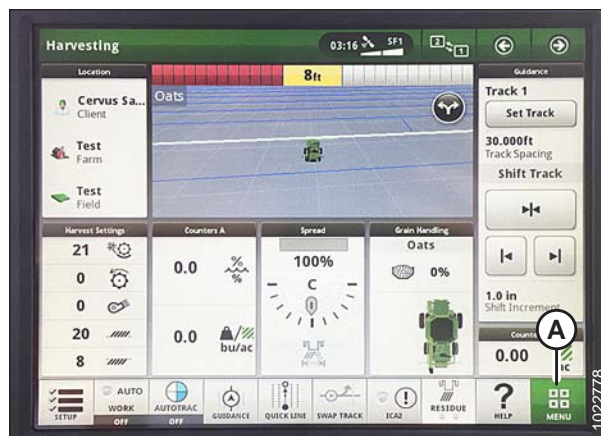 Harvesting
03:16
SF1
2
1
Location
Cervus Sa...
Client
Test
Farm
Test
Field
8ft
Oats
Guidance
Track 1
Set Track
30.000ft
Track Spacing
Shift Track
1.0 in
Shift Increment
Harvest Settings
21
0
0
20
8
Counters A
0.0
%
%
0.0
bu/ac
Spread
100%
C
Grain Handling
Oats
0%
0.00
A
SETUP
AUTO
WORK
OFF
AUTOTRAC
OFF
GUIDANCE
QUICK LINE
SWAP TRACK
ICA2
RESIDUE
?
HELP
MENU
1022778